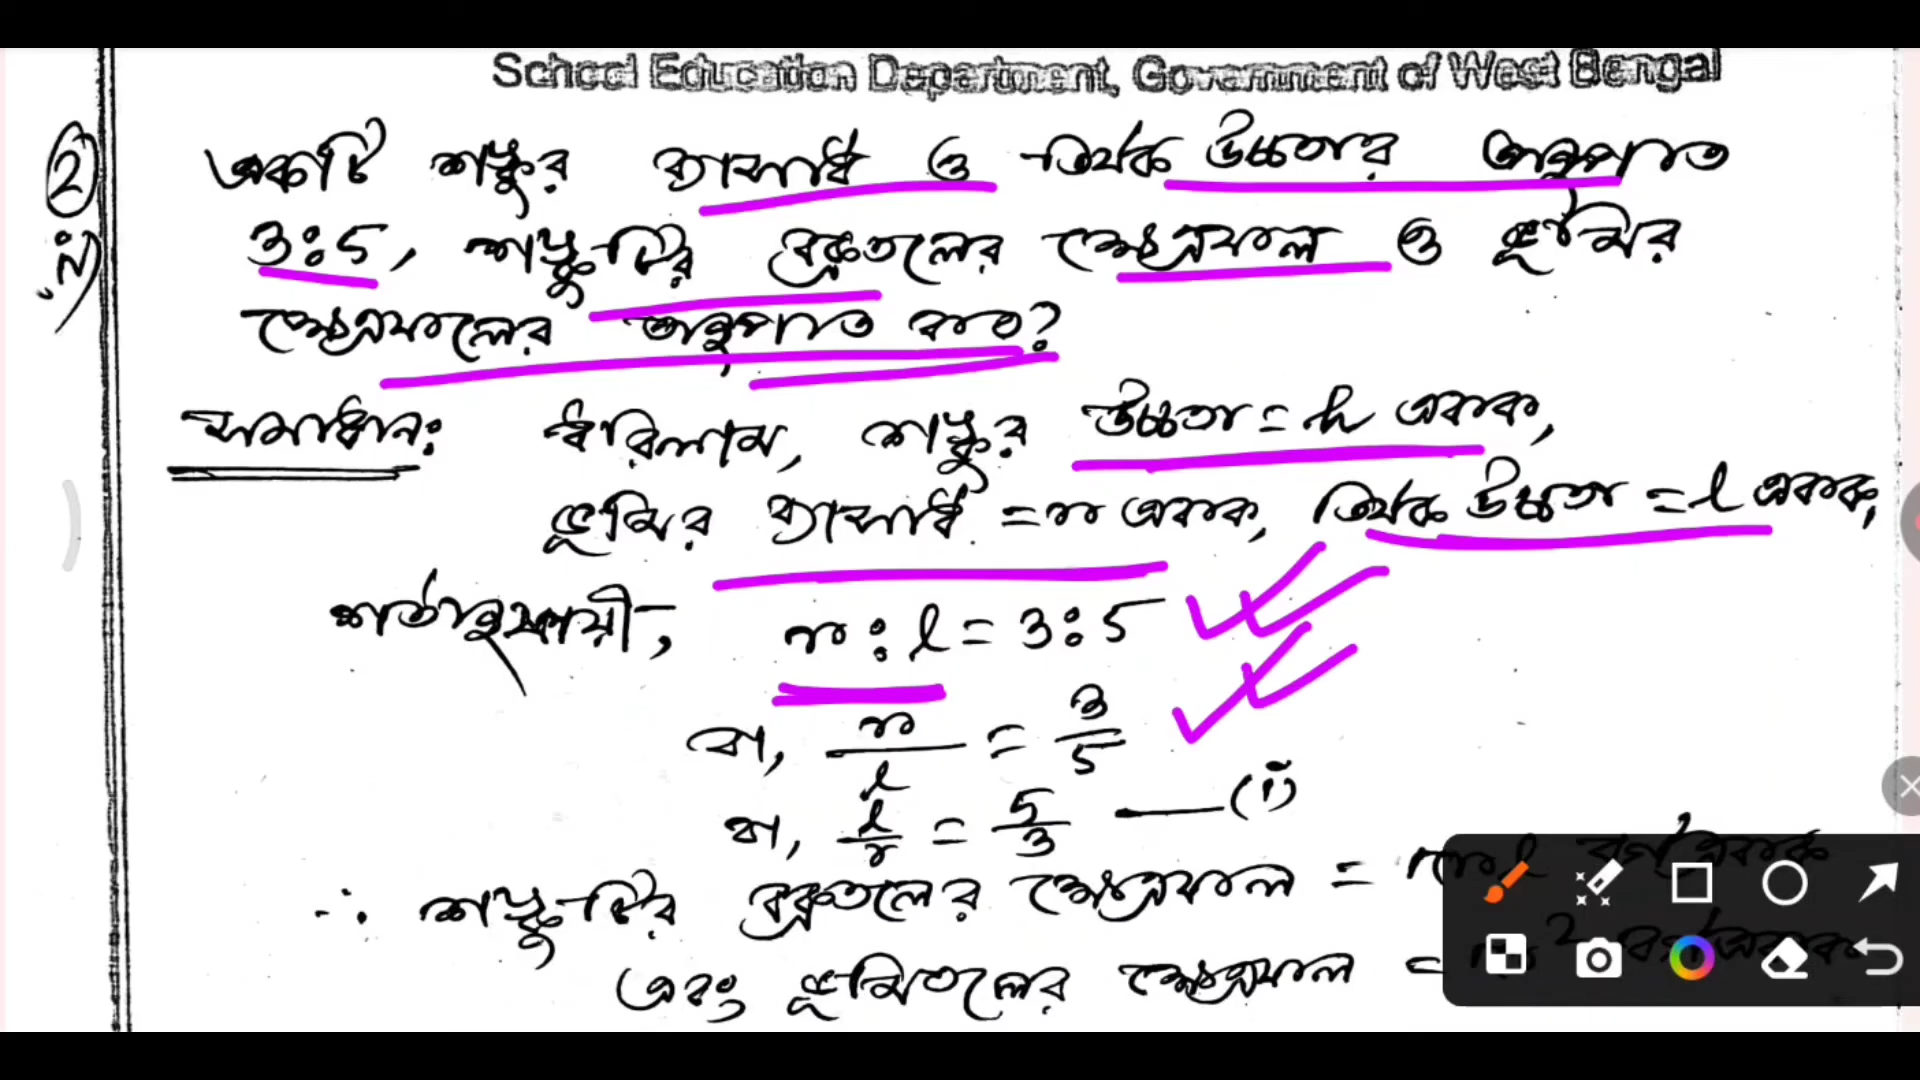 School Education Department, Government of West Bengal
2
একটি শঙ্কুর ব্যাসার্ধ ও তির্যক উচ্চতার অনুপাত
3:5, শঙ্কুটির বক্রতলের ক্ষেত্রফল ও ভূমির
ক্ষেত্রফলের অনুপাত কত?
সমাধান: ধরিলাম, শঙ্কুর উচ্চতা = h একক,
ভূমির ব্যাসার্ধ = r একক, তির্যক উচ্চতা = l একক,
শর্তানুযায়ী, r : l = 3:5
বা, r/l = 3/5
বা, l/r = 5/3 —(i)
∴ শঙ্কুটির বক্রতলের ক্ষেত্রফল =
এবং ভূমিতলের ক্ষেত্রফল =